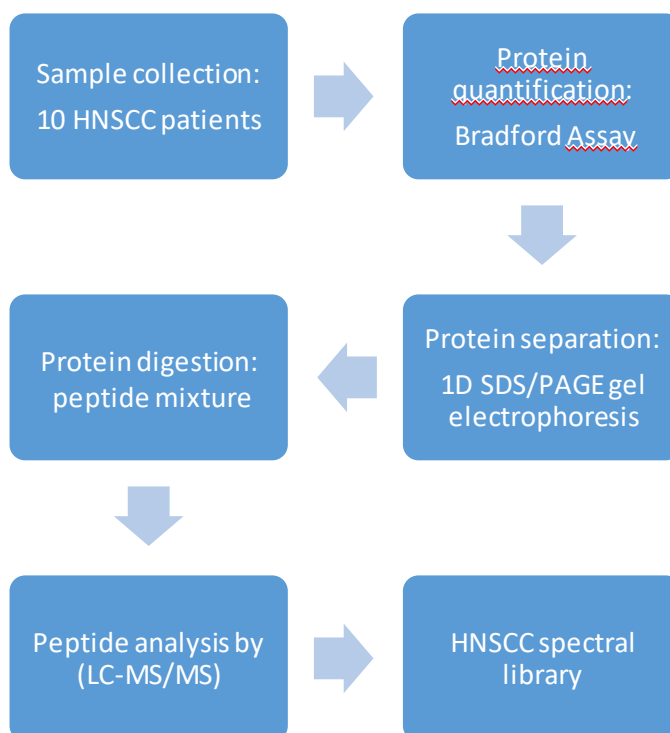 Sample collection:
10 HNSCC patients
Protein
quantification:
Bradford Assay
Protein separation:
1D SDS/PAGE gel
electrophoresis
Protein digestion:
peptide mixture
Peptide analysis by
(LC-MS/MS)
HNSCC spectral
library